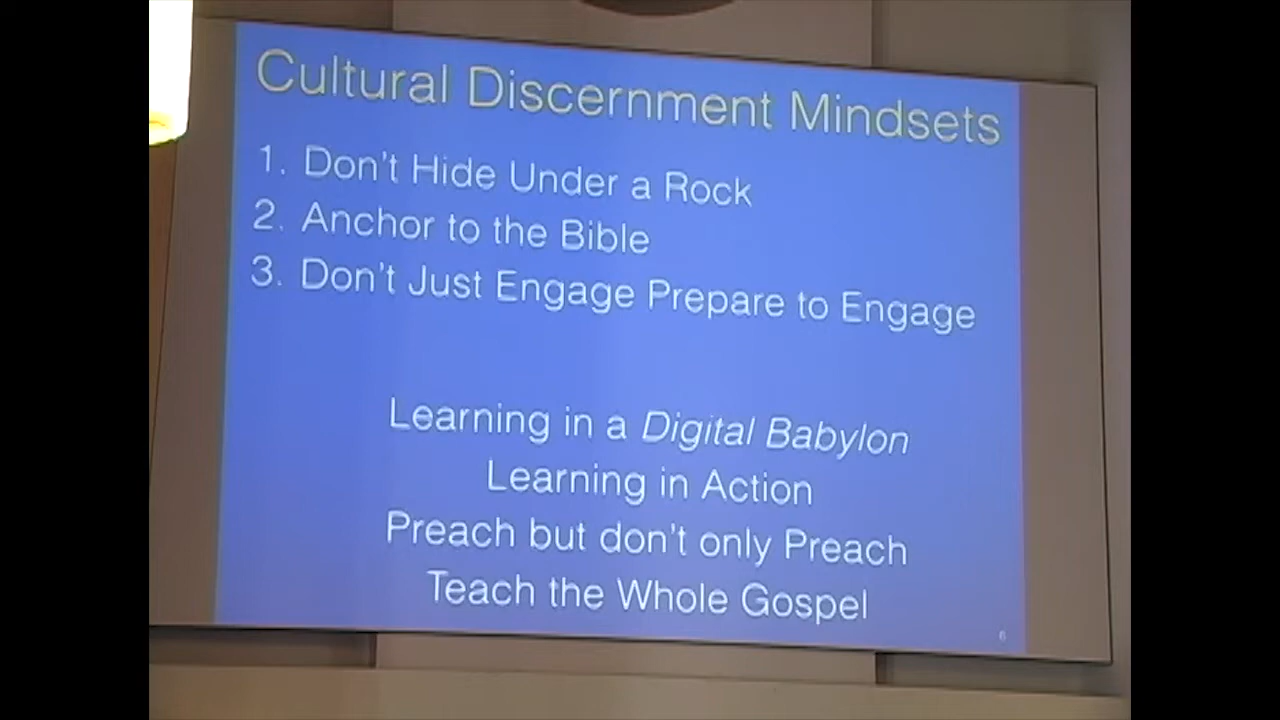 Cultural Discernment Mindsets
1. Don't Hide Under a Rock
2. Anchor to the Bible
3. Don't Just Engage Prepare to Engage
Learning in a Digital Babylon
Learning in Action
Preach but don't only Preach
Teach the Whole Gospel
6